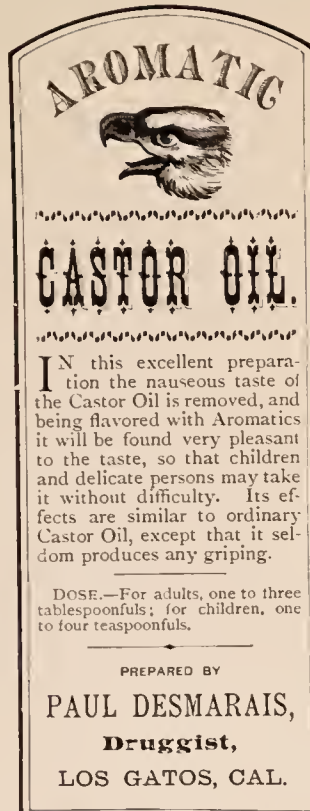 AROMATIC
CASTOR OIL.
IN this excellent prepara-
tion the nauseous taste of
the Castor Oil is removed, and
being flavored with Aromatics
it will be found very pleasant
to the taste, so that children
and delicate persons may take
it without difficulty. Its ef-
fects are similar to ordinary
Castor Oil, except that it sel-
dom produces any griping.
DOSE.—For adults, one to three
tablespoonfuls; for children, one
to four teaspoonfuls.
PREPARED BY
PAUL DESMARAIS,
Druggist,
LOS GATOS, CAL.